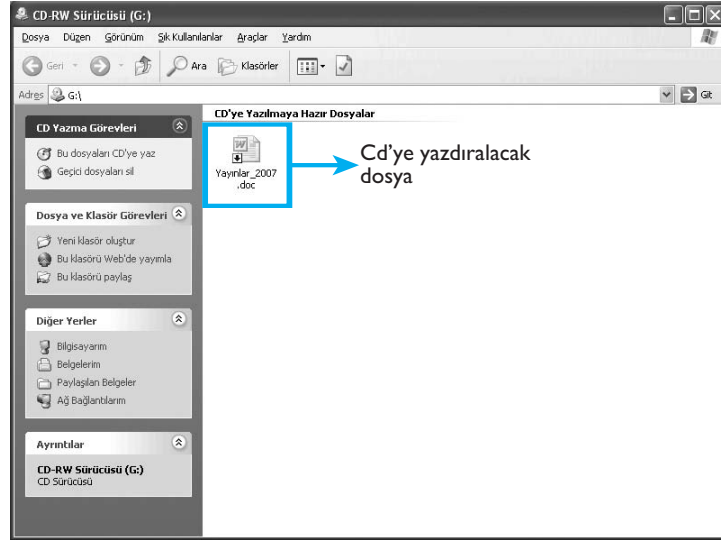 CD-RW Sürücüsü (G:)
Dosya Düzen Görünüm Sık Kullanılanlar Araçlar Yardım
Geri Ara Klasörler
Adres G:\ Git
CD Yazma Görevleri
Bu dosyaları CD'ye yaz
Geçici dosyaları sil
Dosya ve Klasör Görevleri
Yeni klasör oluştur
Bu klasörü Web'de yayımla
Bu klasörü paylaş
Diğer Yerler
Bilgisayarım
Belgelerim
Paylaşılan Belgeler
Ağ Bağlantılarım
Ayrıntılar
CD-RW Sürücüsü (G:)
CD Sürücüsü
CD'ye Yazılmaya Hazır Dosyalar
Yayınlar_2007
.doc
Cd'ye yazdıralacak
dosya